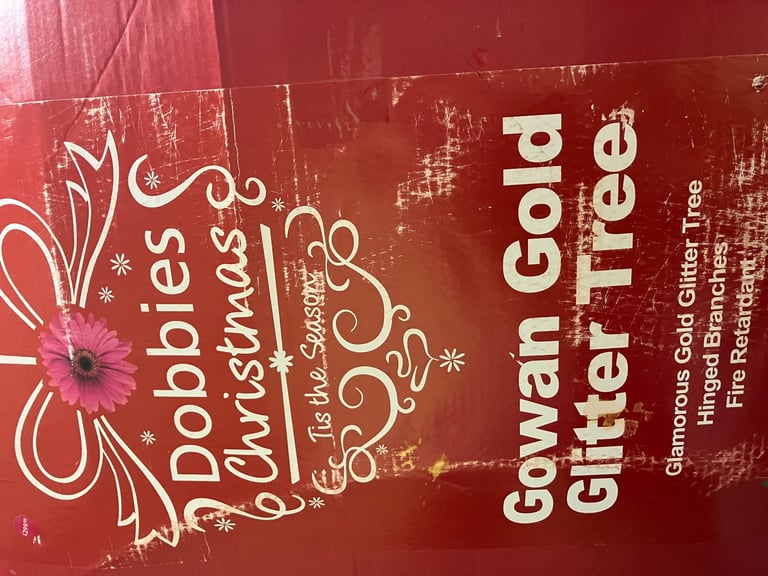 Dobbies
Christmas
'Tis the Season
Gowan Gold
Glitter Tree
Glamorous Gold Glitter Tree
Hinged Branches
Fire Retardant